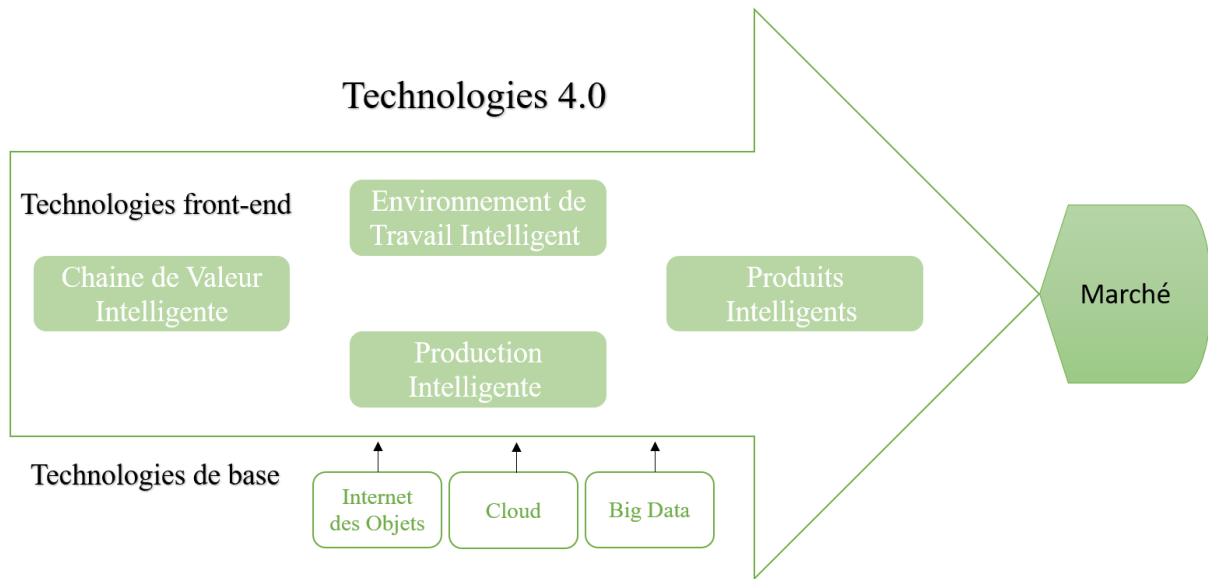 Technologies 4.0
Technologies front-end
Environnement de
Travail Intelligent
Chaine de Valeur
Intelligente
Produits
Intelligents
Marché
Production
Intelligente
Technologies de base
Internet
des Objets
Cloud
Big Data